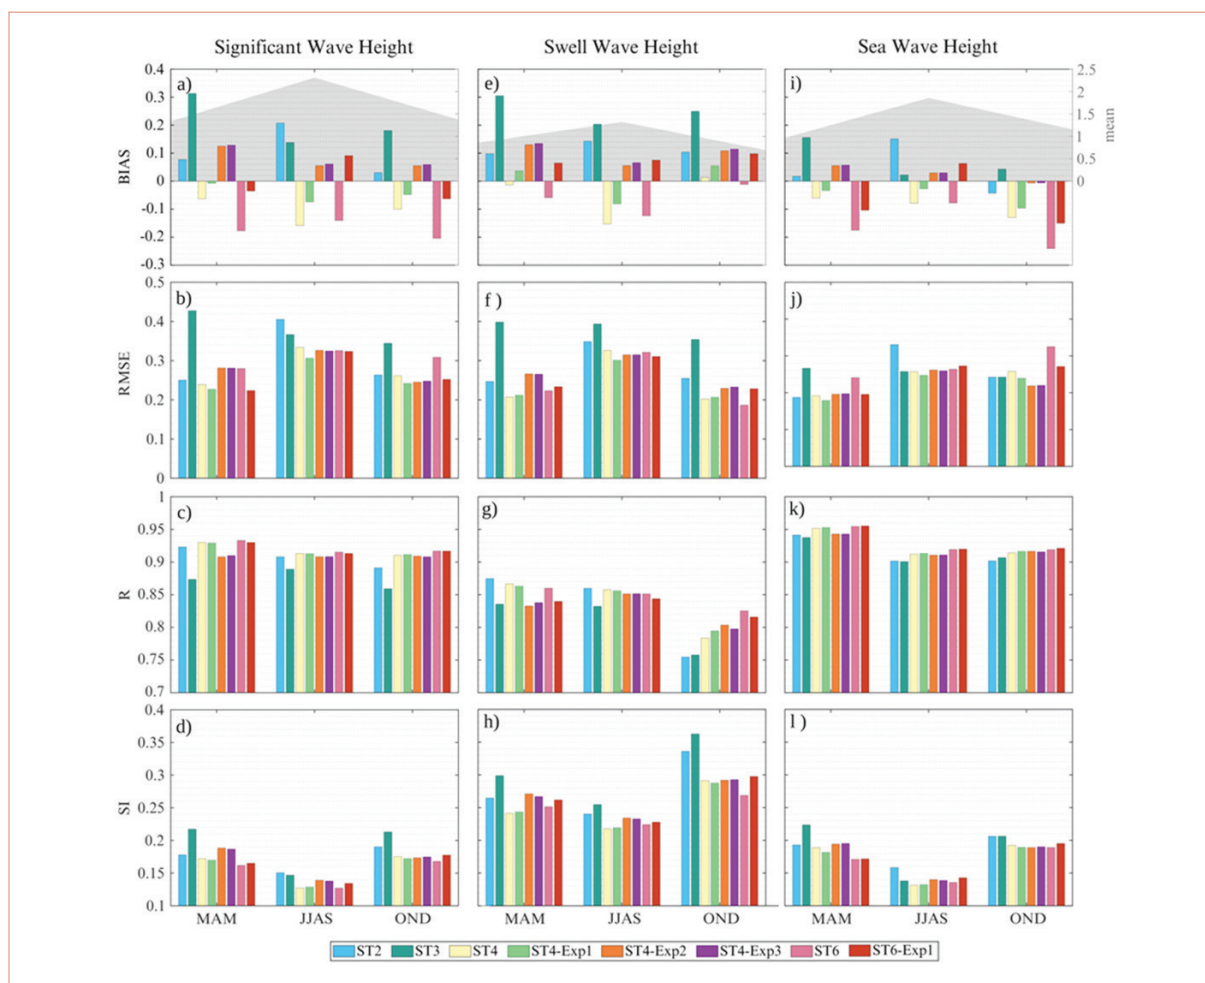 Significant Wave Height
Swell Wave Height
Sea Wave Height
BIAS
0.4
0.3
0.2
0.1
0
-0.1
-0.2
-0.3
a)
e)
i)
2.5
2
1.5
1
0.5
0
mean
RMSE
0.5
0.4
0.3
0.2
0.1
0
b)
f )
j)
R
1
0.95
0.9
0.85
0.8
0.75
0.7
c)
g)
k)
SI
0.4
0.35
0.3
0.25
0.2
0.15
0.1
d)
h)
l )
MAM JJAS OND
MAM JJAS OND
MAM JJAS OND
ST2 ST3 ST4 ST4-Exp1 ST4-Exp2 ST4-Exp3 ST6 ST6-Exp1